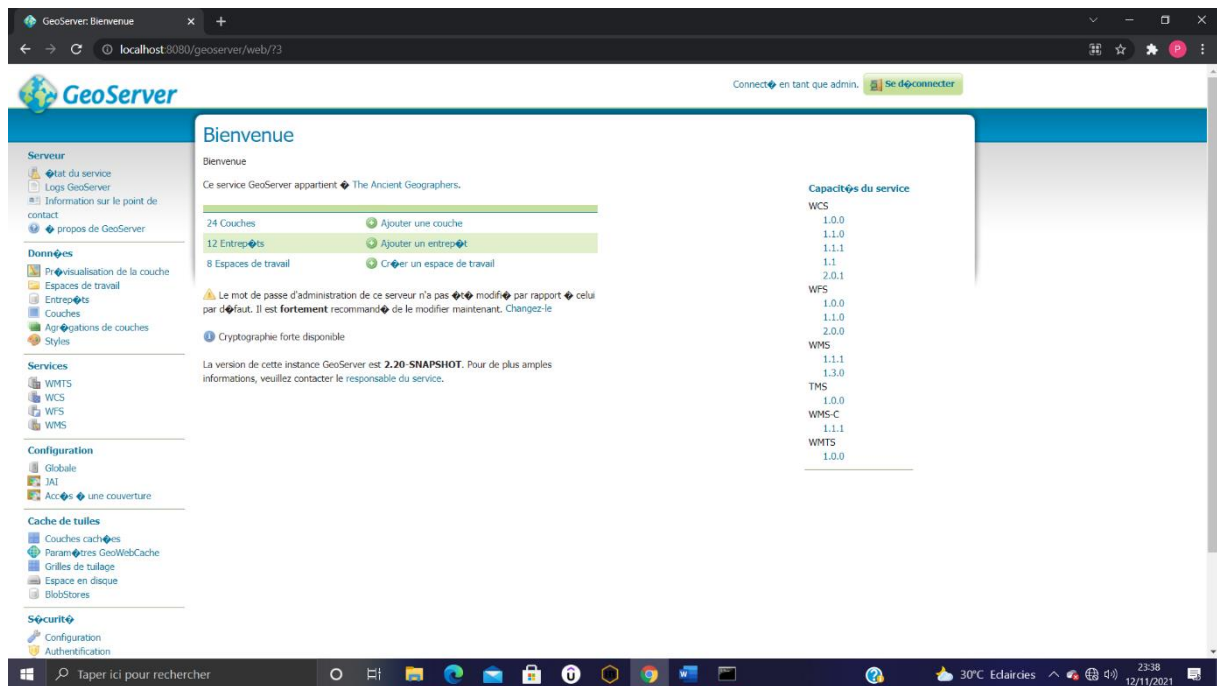 GeoServer: Bienvenue
localhost:8080/geoserver/web/?3
P
GeoServer
Connect� en tant que admin.
Se d�connecter
Bienvenue
Serveur
�tat du service
Logs GeoServer
Information sur le point de
contact
� propos de GeoServer
Donn�es
Pr�visualisation de la couche
Espaces de travail
Entrep�ts
Couches
Agr�gations de couches
Styles
Services
WMTS
WCS
WFS
WMS
Configuration
Globale
JAI
Acc�s � une couverture
Cache de tuiles
Couches cach�es
Param�tres GeoWebCache
Grilles de tuilage
Espace en disque
BlobStores
S�curit�
Configuration
Authentification
Bienvenue
Ce service GeoServer appartient � The Ancient Geographers.
24 Couches
Ajouter une couche
12 Entrep�ts
Ajouter un entrep�t
8 Espaces de travail
Cr�er un espace de travail
Le mot de passe d'administration de ce serveur n'a pas �t� modifi� par rapport � celui
par d�faut. Il est fortement recommand� de le modifier maintenant. Changez-le
Cryptographie forte disponible
La version de cette instance GeoServer est 2.20-SNAPSHOT. Pour de plus amples
informations, veuillez contacter le responsable du service.
Capacit�s du service
WCS
1.0.0
1.1.0
1.1.1
1.1
2.0.1
WFS
1.0.0
1.1.0
2.0.0
WMS
1.1.1
1.3.0
TMS
1.0.0
WMS-C
1.1.1
WMTS
1.0.0
Taper ici pour rechercher
30°C Eclaircies
23:38
12/11/2021